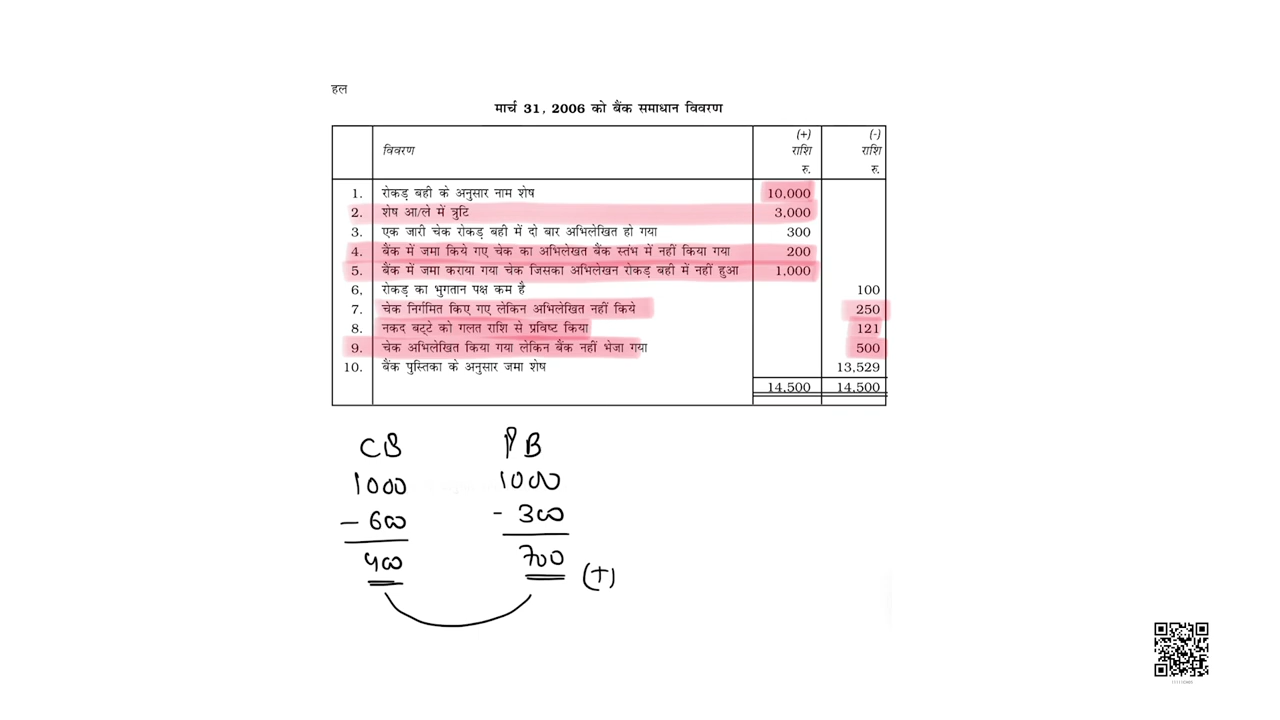 हल
मार्च 31, 2006 को बैंक समाधान विवरण
विवरण (+) राशि रु. (-) राशि रु.
1. रोकड़ बही के अनुसार नाम शेष 10,000
2. शेष आ/ले में त्रुटि 3,000
3. एक जारी चेक रोकड़ बही में दो बार अभिलेखित हो गया 300
4. बैंक में जमा किये गए चेक का अभिलेखत बैंक स्तंभ में नहीं किया गया 200
5. बैंक में जमा कराया गया चेक जिसका अभिलेखन रोकड़ बही में नहीं हुआ 1,000
6. रोकड़ का भुगतान पक्ष कम है 100
7. चेक निर्गमित किए गए लेकिन अभिलेखित नहीं किये 250
8. नकद बट्टे को गलत राशि से प्रविष्ट किया 121
9. चेक अभिलेखित किया गया लेकिन बैंक नहीं भेजा गया 500
10. बैंक पुस्तिका के अनुसार जमा शेष 13,529
14,500 14,500
CB PB
1000 1000
- 600 - 300
400 700 (+)